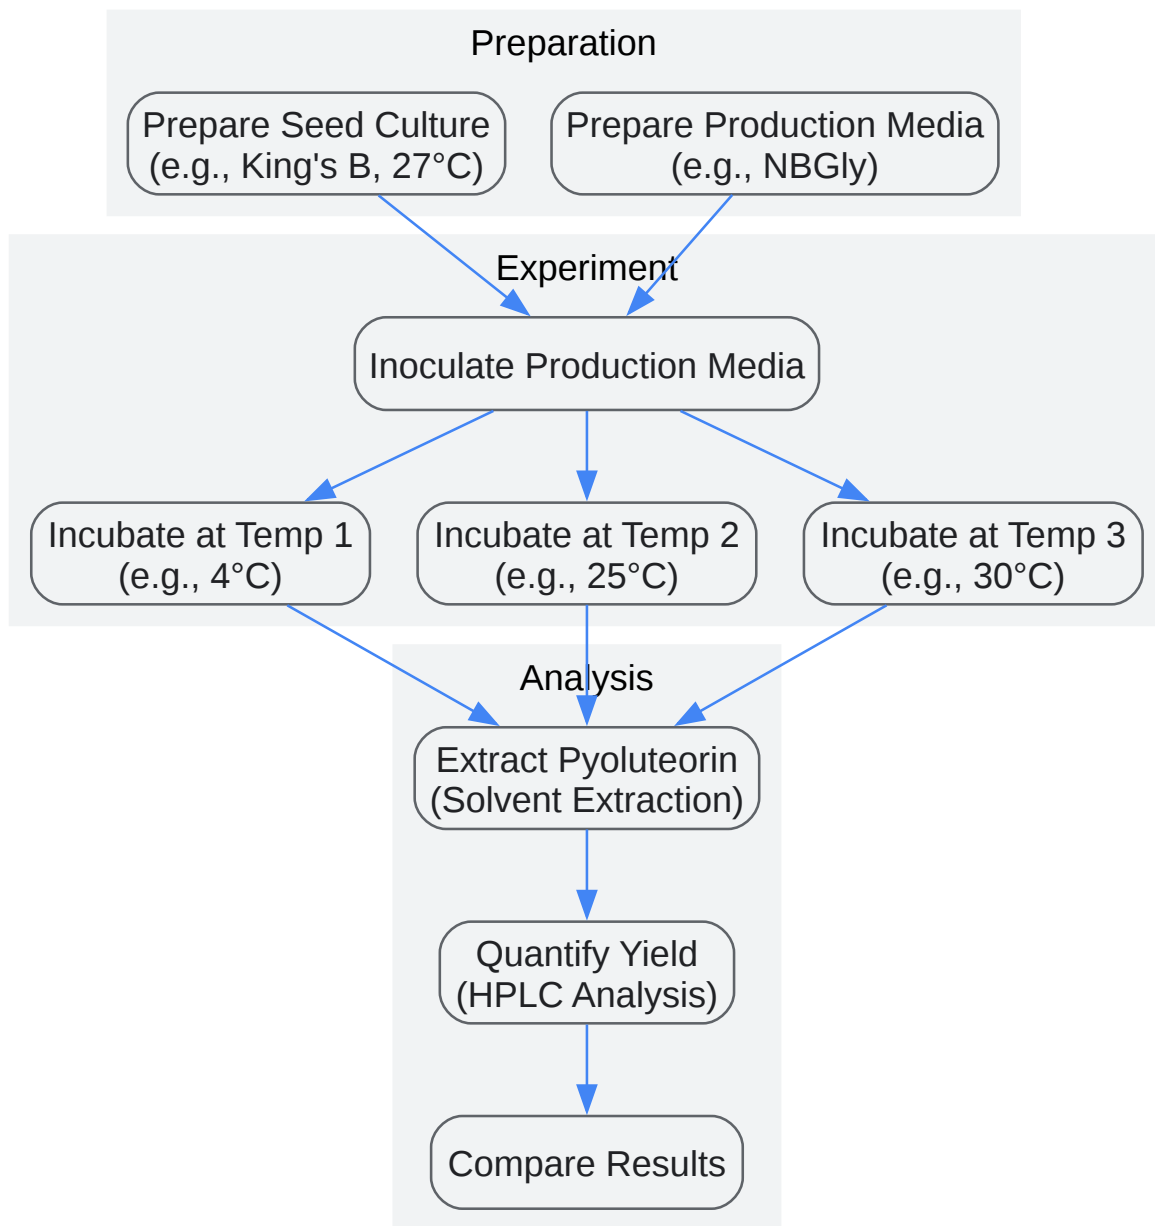 Preparation
Prepare Seed Culture
(e.g., King's B, 27°C)
Prepare Production Media
(e.g., NBGly)
Experiment
Inoculate Production Media
Incubate at Temp 1
(e.g., 4°C)
Incubate at Temp 2
(e.g., 25°C)
Incubate at Temp 3
(e.g., 30°C)
Analysis
Extract Pyoluteorin
(Solvent Extraction)
Quantify Yield
(HPLC Analysis)
Compare Results